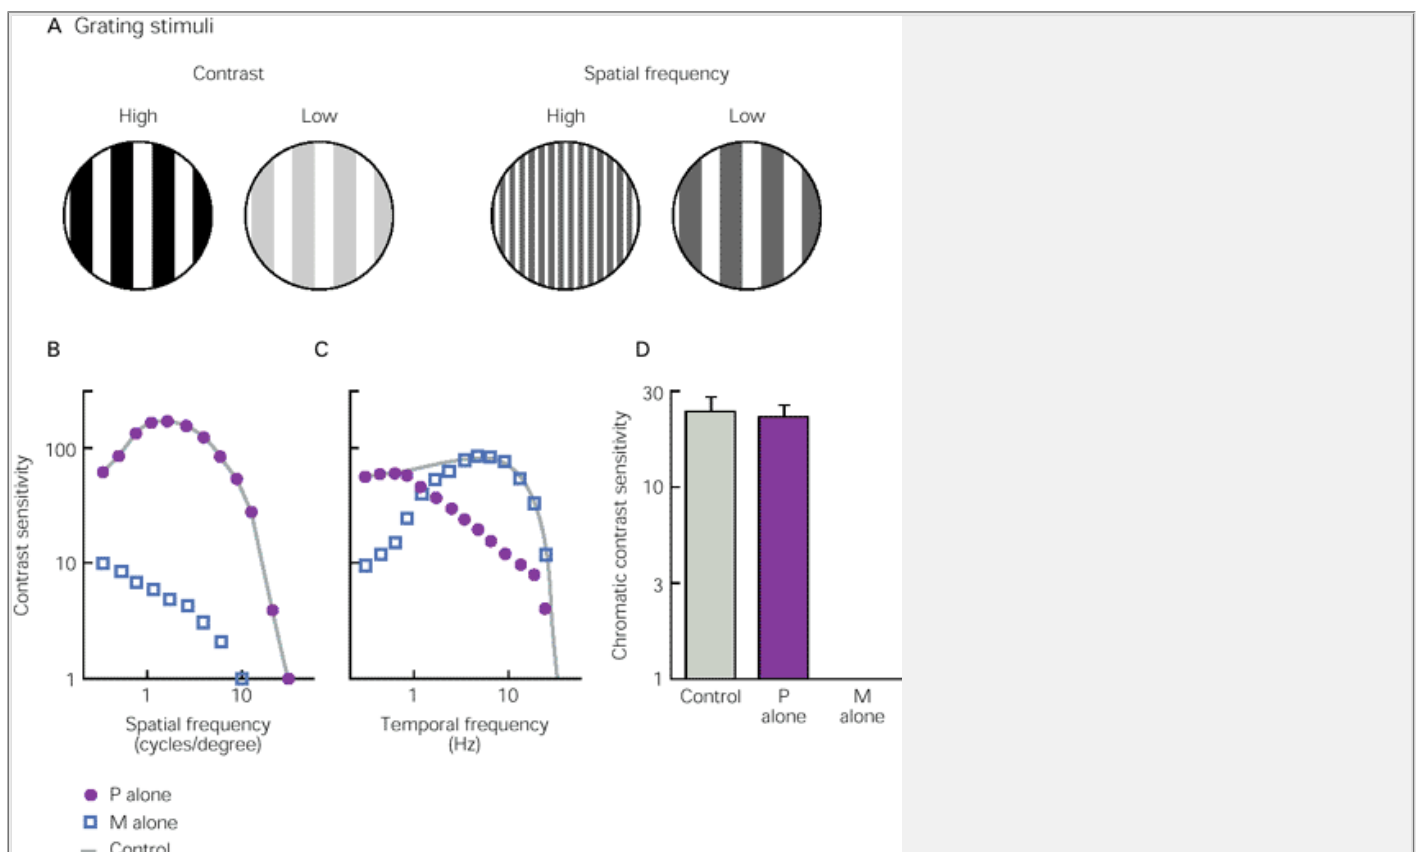 A Grating stimuli
Contrast
Spatial frequency
High
Low
High
Low
B
C
D
Contrast sensitivity
100
10
1
1
10
Spatial frequency
(cycles/degree)
1
10
Temporal frequency
(Hz)
Chromatic contrast sensitivity
30
10
3
1
Control
P
alone
M
alone
P alone
M alone
Control